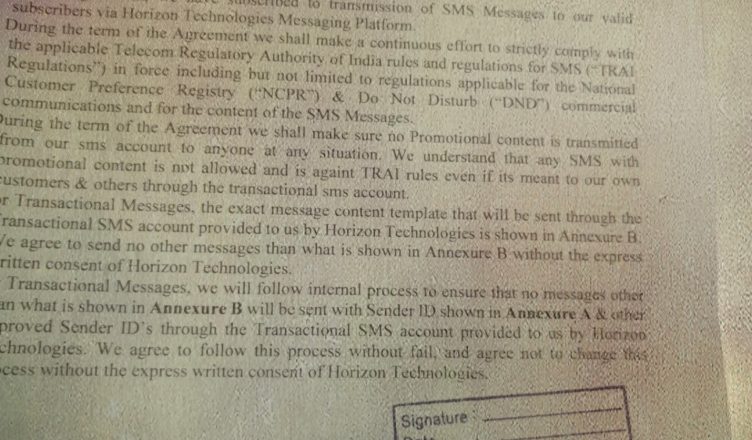 subscribed to transmission of SMS Messages to our valid
subscribers via Horizon Technologies Messaging Platform.
During the term of the Agreement we shall make a continuous effort to strictly comply with
the applicable Telecom Regulatory Authority of India rules and regulations for SMS ("TRAI
Regulations") in force including but not limited to regulations applicable for the National
Customer Preference Registry ("NCPR") & Do Not Disturb ("DND") commercial
communications and for the content of the SMS Messages.
During the term of the Agreement we shall make sure no Promotional content is transmitted
from our sms account to anyone at any situation. We understand that any SMS with
promotional content is not allowed and is againt TRAI rules even if its meant to our own
customers & others through the transactional sms account.
r Transactional Messages, the exact message content template that will be sent through the
ransactional SMS account provided to us by Horizon Technologies is shown in Annexure B.
e agree to send no other messages than what is shown in Annexure B without the express
ritten consent of Horizon Technologies.
Transactional Messages, we will follow internal process to ensure that no messages other
an what is shown in Annexure B will be sent with Sender ID shown in Annexure A & other
proved Sender ID's through the Transactional SMS account provided to us by Horizon
chnologies. We agree to follow this process without fail, and agree not to change this
cess without the express written consent of Horizon Technologies.
Signature :